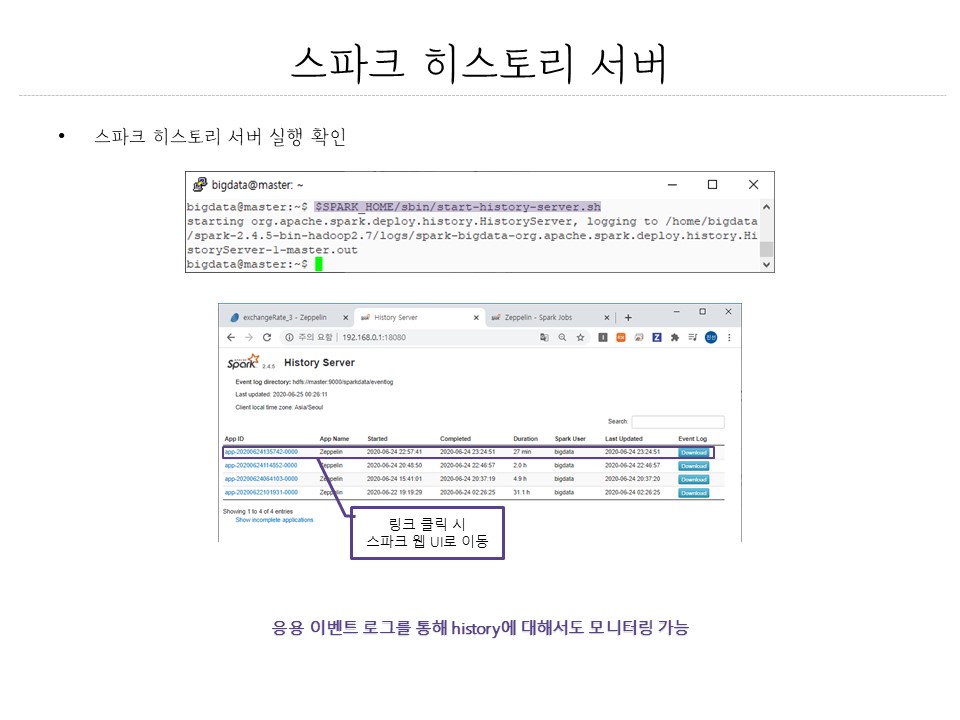 스파크 히스토리 서버
• 스파크 히스토리 서버 실행 확인
bigdata@master: ~
bigdata@master:~$ $SPARK_HOME/sbin/start-history-server.sh
starting org.apache.spark.deploy.history.HistoryServer, logging to /home/bigdata
/spark-2.4.5-bin-hadoop2.7/logs/spark-bigdata-org.apache.spark.deploy.history.Hi
storyServer-1-master.out
bigdata@master:~$
exchangeRate_3 - Zeppelin History Server Zeppelin - Spark Jobs
주의 요함 | 192.168.0.1:18080
Spark 2.4.5 History Server
Event log directory: hdfs://master:9000/sparkdata/eventlog
Last updated: 2020-06-25 00:26:11
Client local time zone: Asia/Seoul
Search:
App ID App Name Started Completed Duration Spark User Last Updated Event Log
app-20200624135742-0000 Zeppelin 2020-06-24 22:57:41 2020-06-24 23:24:51 27 min bigdata 2020-06-24 23:24:51 Download
app-20200624114852-0000 Zeppelin 2020-06-24 20:48:50 2020-06-24 22:46:57 2.0 h bigdata 2020-06-24 22:46:57 Download
app-20200624064103-0000 Zeppelin 2020-06-24 15:41:01 2020-06-24 20:37:19 4.9 h bigdata 2020-06-24 20:37:20 Download
app-20200622101931-0000 Zeppelin 2020-06-22 19:19:29 2020-06-24 02:26:25 31.1 h bigdata 2020-06-24 02:26:25 Download
Showing 1 to 4 of 4 entries
Show incomplete applications
링크 클릭 시
스파크 웹 UI로 이동
응용 이벤트 로그를 통해 history에 대해서도 모니터링 가능